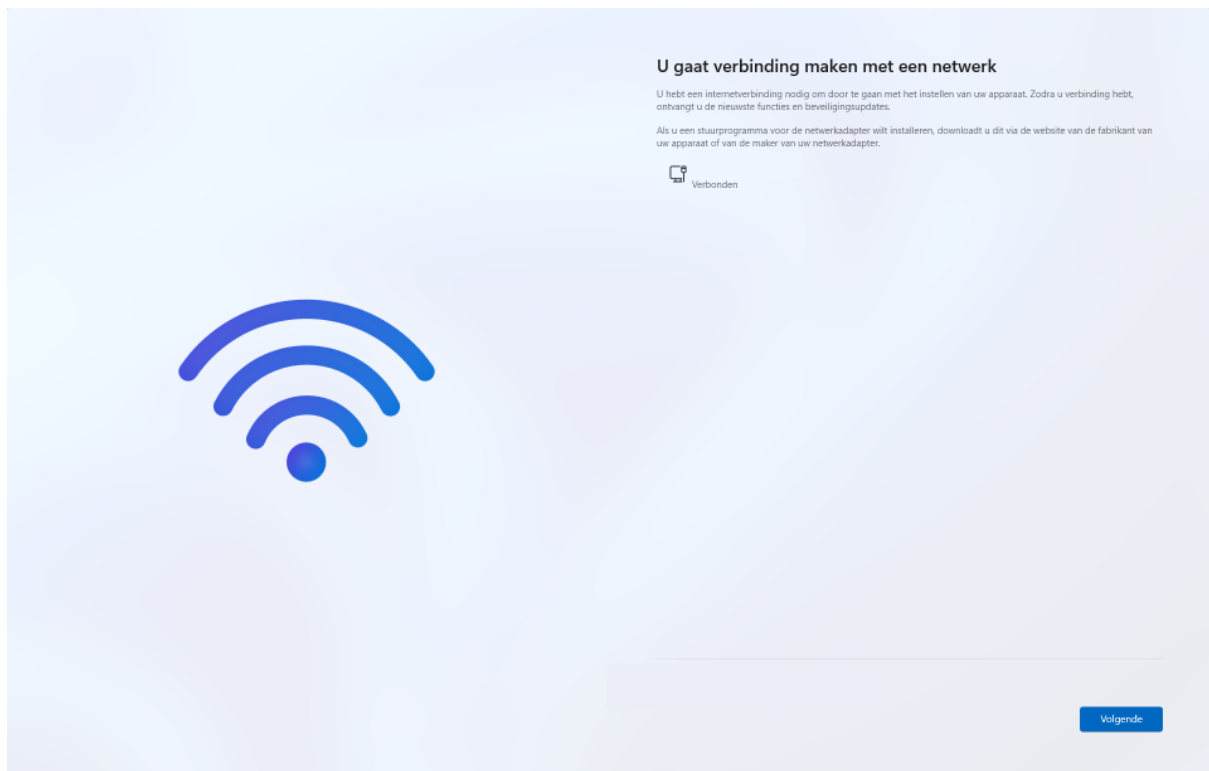 U gaat verbinding maken met een netwerk
U hebt een internetverbinding nodig om door te gaan met het instellen van uw apparaat. Zodra u verbinding hebt,
ontvangt u de nieuwste functies en beveiligingsupdates.
Als u een stuurprogramma voor de netwerkadapter wilt installeren, downloadt u dit via de website van de fabrikant van
uw apparaat of van de maker van uw netwerkadapter.
Verbonden
Volgende